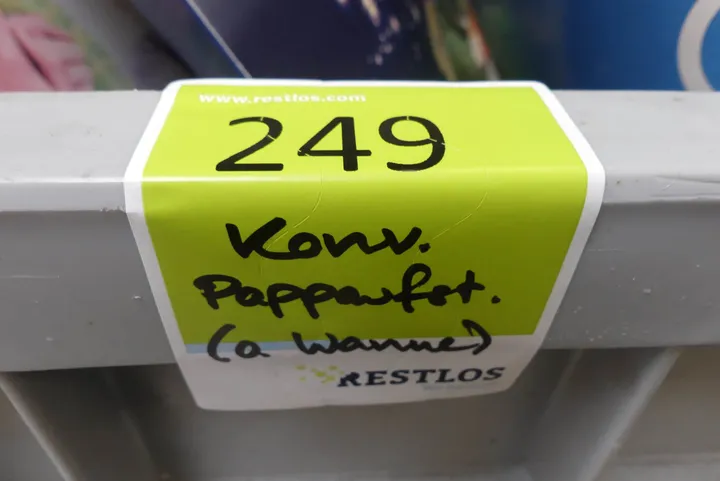 www.restlos.com
249
Konv.
Pappaufst.
(a Wanne)
RESTLOS